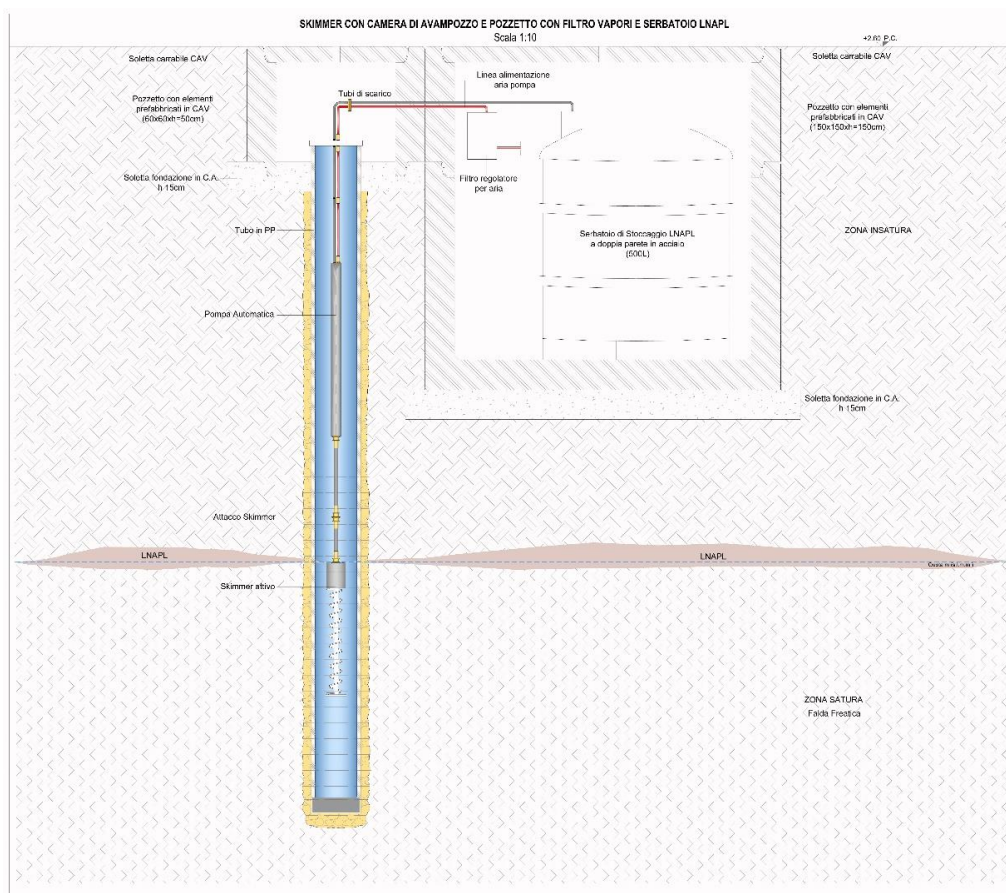 SKIMMER CON CAMERA DI AVAMPOZZO E POZZETTO CON FILTRO VAPORI E SERBATOIO LNAPL
Scala 1:10
+2.60 P.C.
Soletta carrabile CAV
Soletta carrabile CAV
Linea alimentazione
aria pompa
Tubi di scarico
Pozzetto con elementi
prefabbricati in CAV
(60x60xh=50cm)
Pozzetto con elementi
prefabbricati in CAV
(150x150xh=150cm)
Soletta fondazione in C.A.
h 15cm
Filtro regolatore
per aria
Tubo in PP
Serbatoio di Stoccaggio LNAPL
a doppia parete in acciaio
(500L)
ZONA INSATURA
Pompa Automatica
Soletta fondazione in C.A.
h 15cm
Attacco Skimmer
LNAPL
LNAPL
Skimmer attivo
ZONA SATURA
Falda Freatica